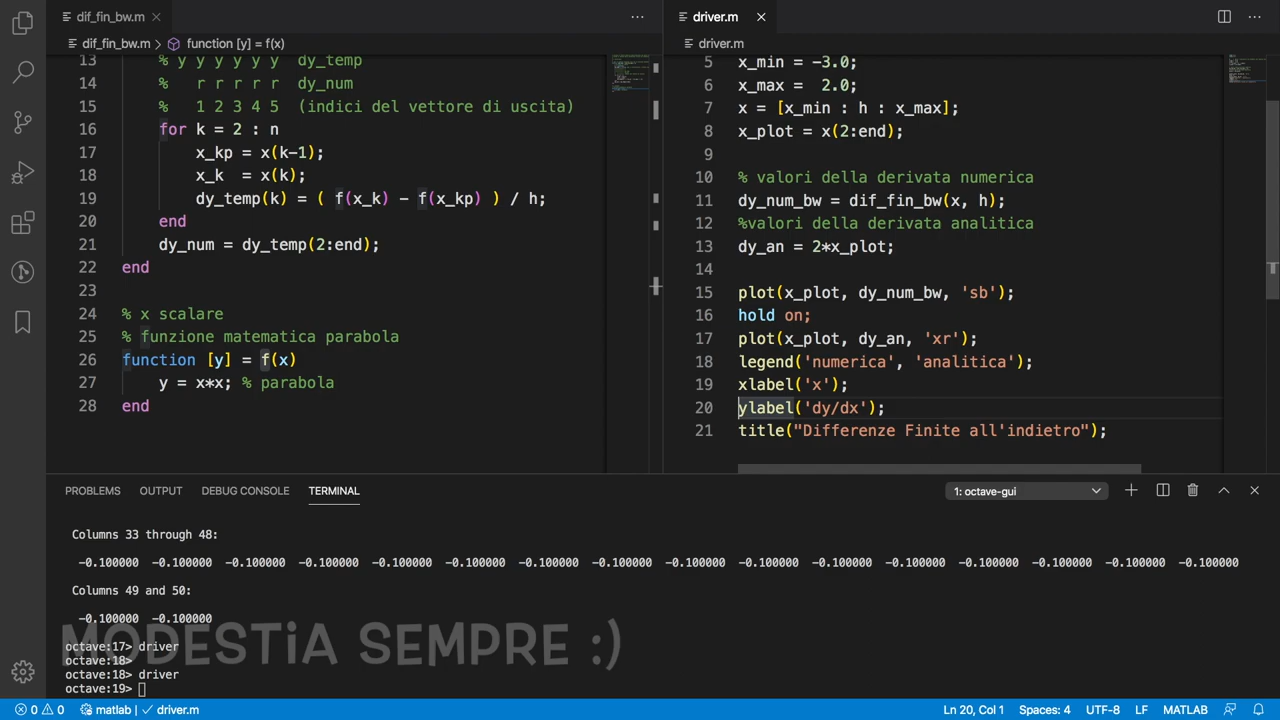 dif_fin_bw.m
dif_fin_bw.m > function [y] = f(x)
13 % y y y y y y dy_temp
14 % r r r r r dy_num
15 % 1 2 3 4 5 (indici del vettore di uscita)
16 for k = 2 : n
17 x_kp = x(k-1);
18 x_k = x(k);
19 dy_temp(k) = ( f(x_k) - f(x_kp) ) / h;
20 end
21 dy_num = dy_temp(2:end);
22 end
23
24 % x scalare
25 % funzione matematica parabola
26 function [y] = f(x)
27 y = x*x; % parabola
28 end
driver.m
driver.m
5 x_min = -3.0;
6 x_max = 2.0;
7 x = [x_min : h : x_max];
8 x_plot = x(2:end);
9
10 % valori della derivata numerica
11 dy_num_bw = dif_fin_bw(x, h);
12 %valori della derivata analitica
13 dy_an = 2*x_plot;
14
15 plot(x_plot, dy_num_bw, 'sb');
16 hold on;
17 plot(x_plot, dy_an, 'xr');
18 legend('numerica', 'analitica');
19 xlabel('x');
20 ylabel('dy/dx');
21 title("Differenze Finite all'indietro");
PROBLEMS OUTPUT DEBUG CONSOLE TERMINAL 1: octave-gui
Columns 33 through 48:
-0.100000 -0.100000 -0.100000 -0.100000 -0.100000 -0.100000 -0.100000 -0.100000 -0.100000 -0.100000 -0.100000 -0.100000 -0.100000 -0.100000 -0.100000 -0.100000
Columns 49 and 50:
-0.100000 -0.100000
octave:17> driver
octave:18>
octave:18> driver
octave:19>
MODESTiA SEMPRE :)
0 0 matlab driver.m Ln 20, Col 1 Spaces: 4 UTF-8 LF MATLAB